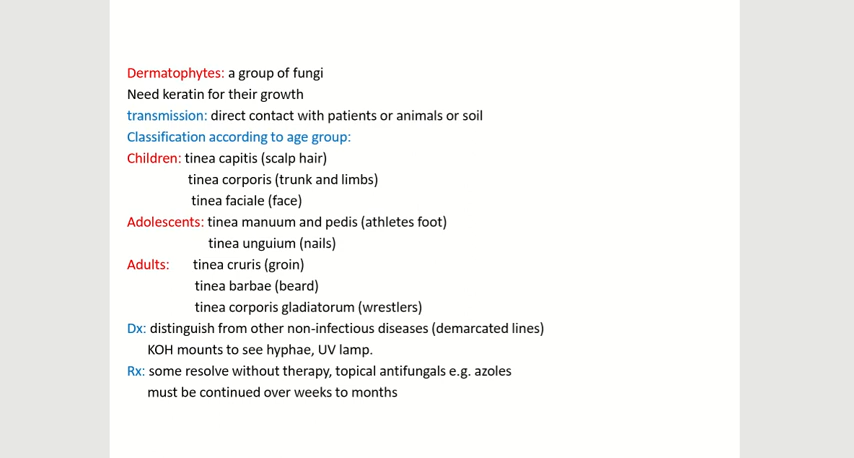 Dermatophytes: a group of fungi
Need keratin for their growth
transmission: direct contact with patients or animals or soil
Classification according to age group:
Children: tinea capitis (scalp hair)
tinea corporis (trunk and limbs)
tinea faciale (face)
Adolescents: tinea manuum and pedis (athletes foot)
tinea unguium (nails)
Adults: tinea cruris (groin)
tinea barbae (beard)
tinea corporis gladiatorum (wrestlers)
Dx: distinguish from other non-infectious diseases (demarcated lines)
KOH mounts to see hyphae, UV lamp.
Rx: some resolve without therapy, topical antifungals e.g. azoles
must be continued over weeks to months